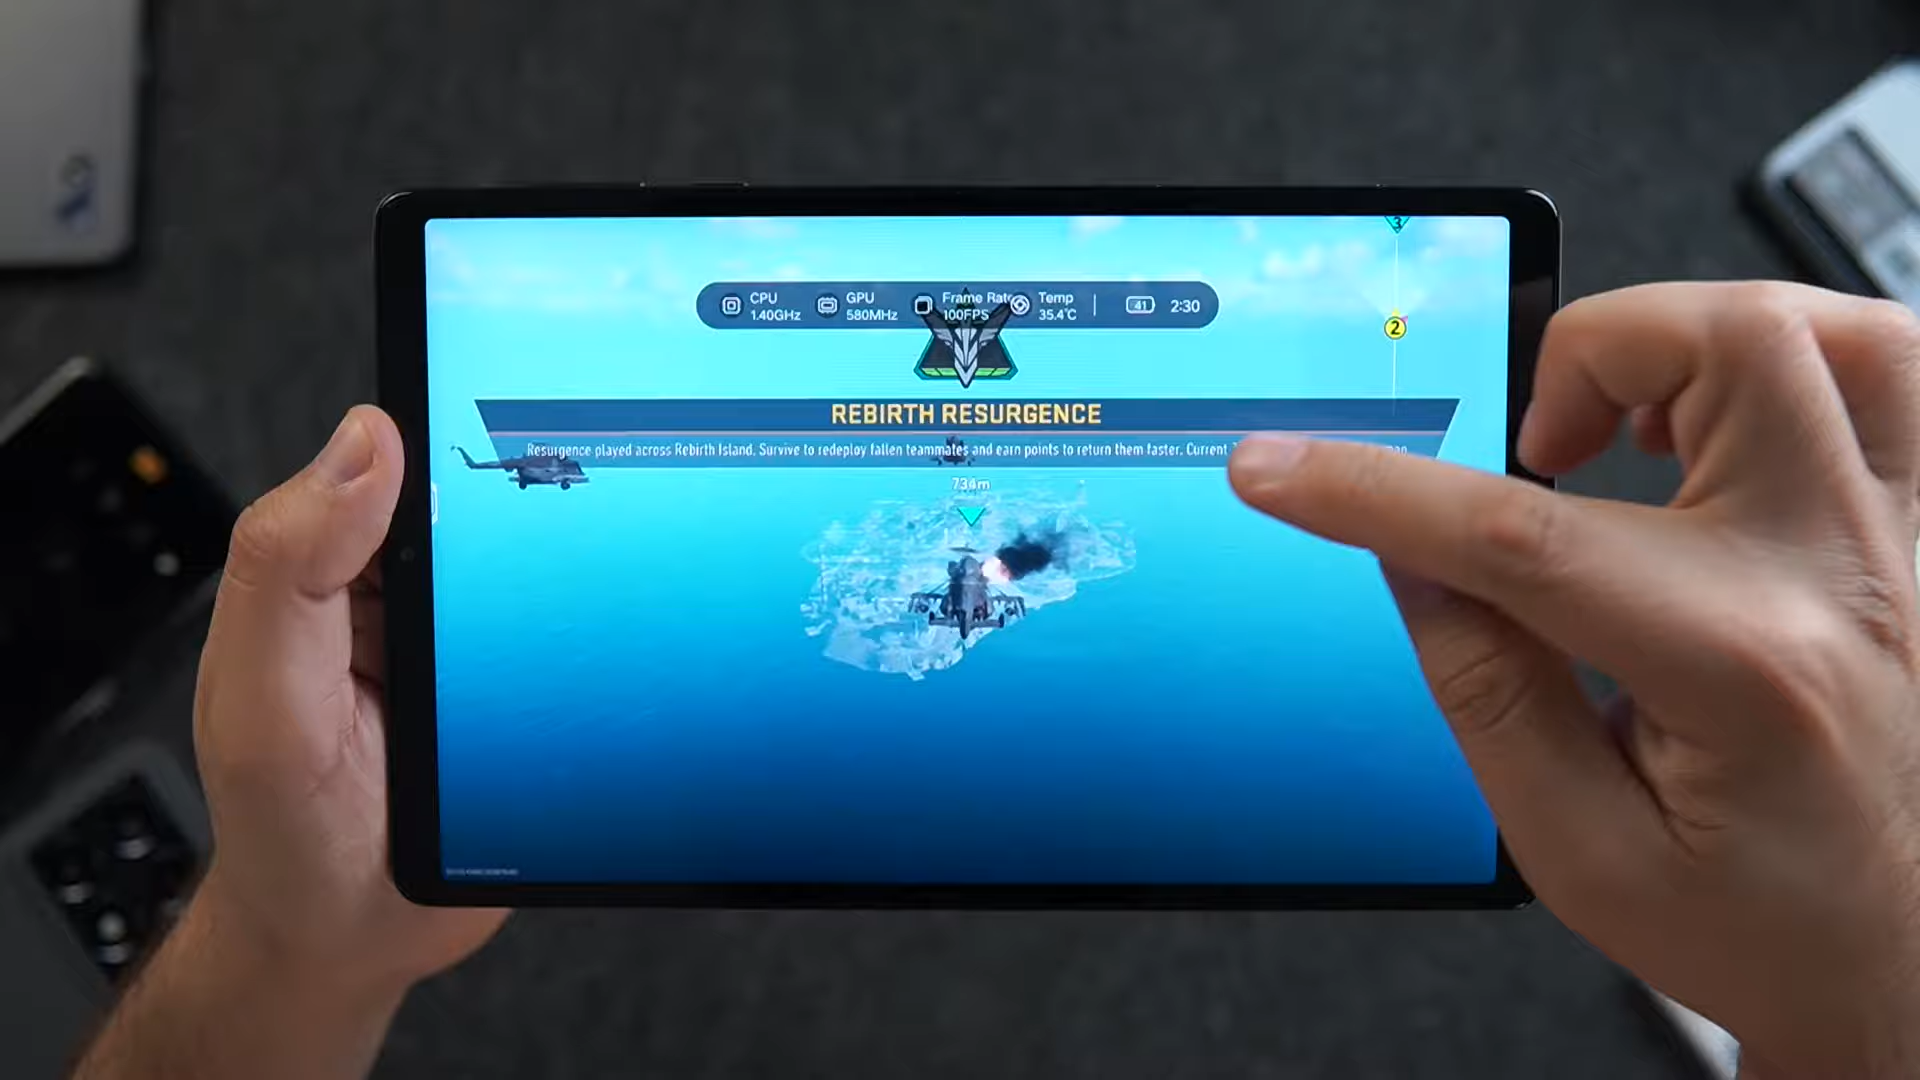 3
CPU
1.40GHz
GPU
580MHz
Frame Rate
100FPS
Temp
35.4°C
41
2:30
2
REBIRTH RESURGENCE
Resurgence played across Rebirth Island. Survive to redeploy fallen teammates and earn points to return them faster. Current
734m